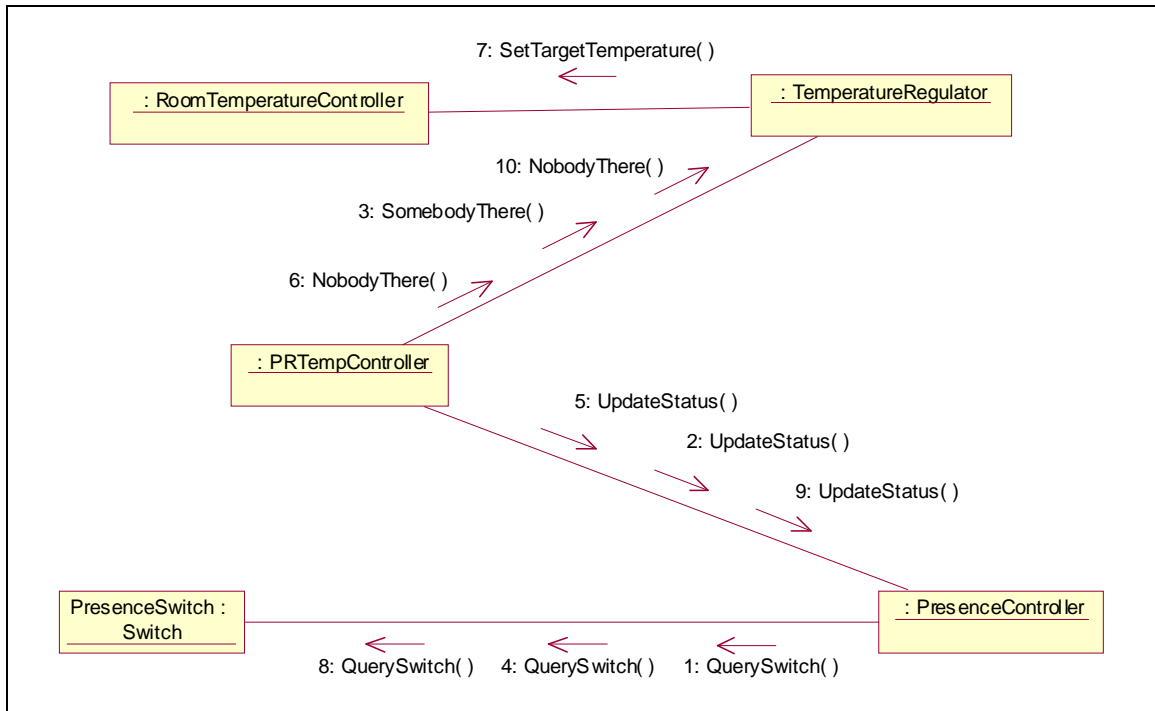 7: SetTargetTemperature( )
: RoomTemperatureController
: TemperatureRegulator
10: NobodyThere( )
3: SomebodyThere( )
6: NobodyThere( )
: PRTempController
5: UpdateStatus( )
2: UpdateStatus( )
9: UpdateStatus( )
PresenceSwitch :
Switch
: PresenceController
8: QuerySwitch( )
4: QuerySwitch( )
1: QuerySwitch( )